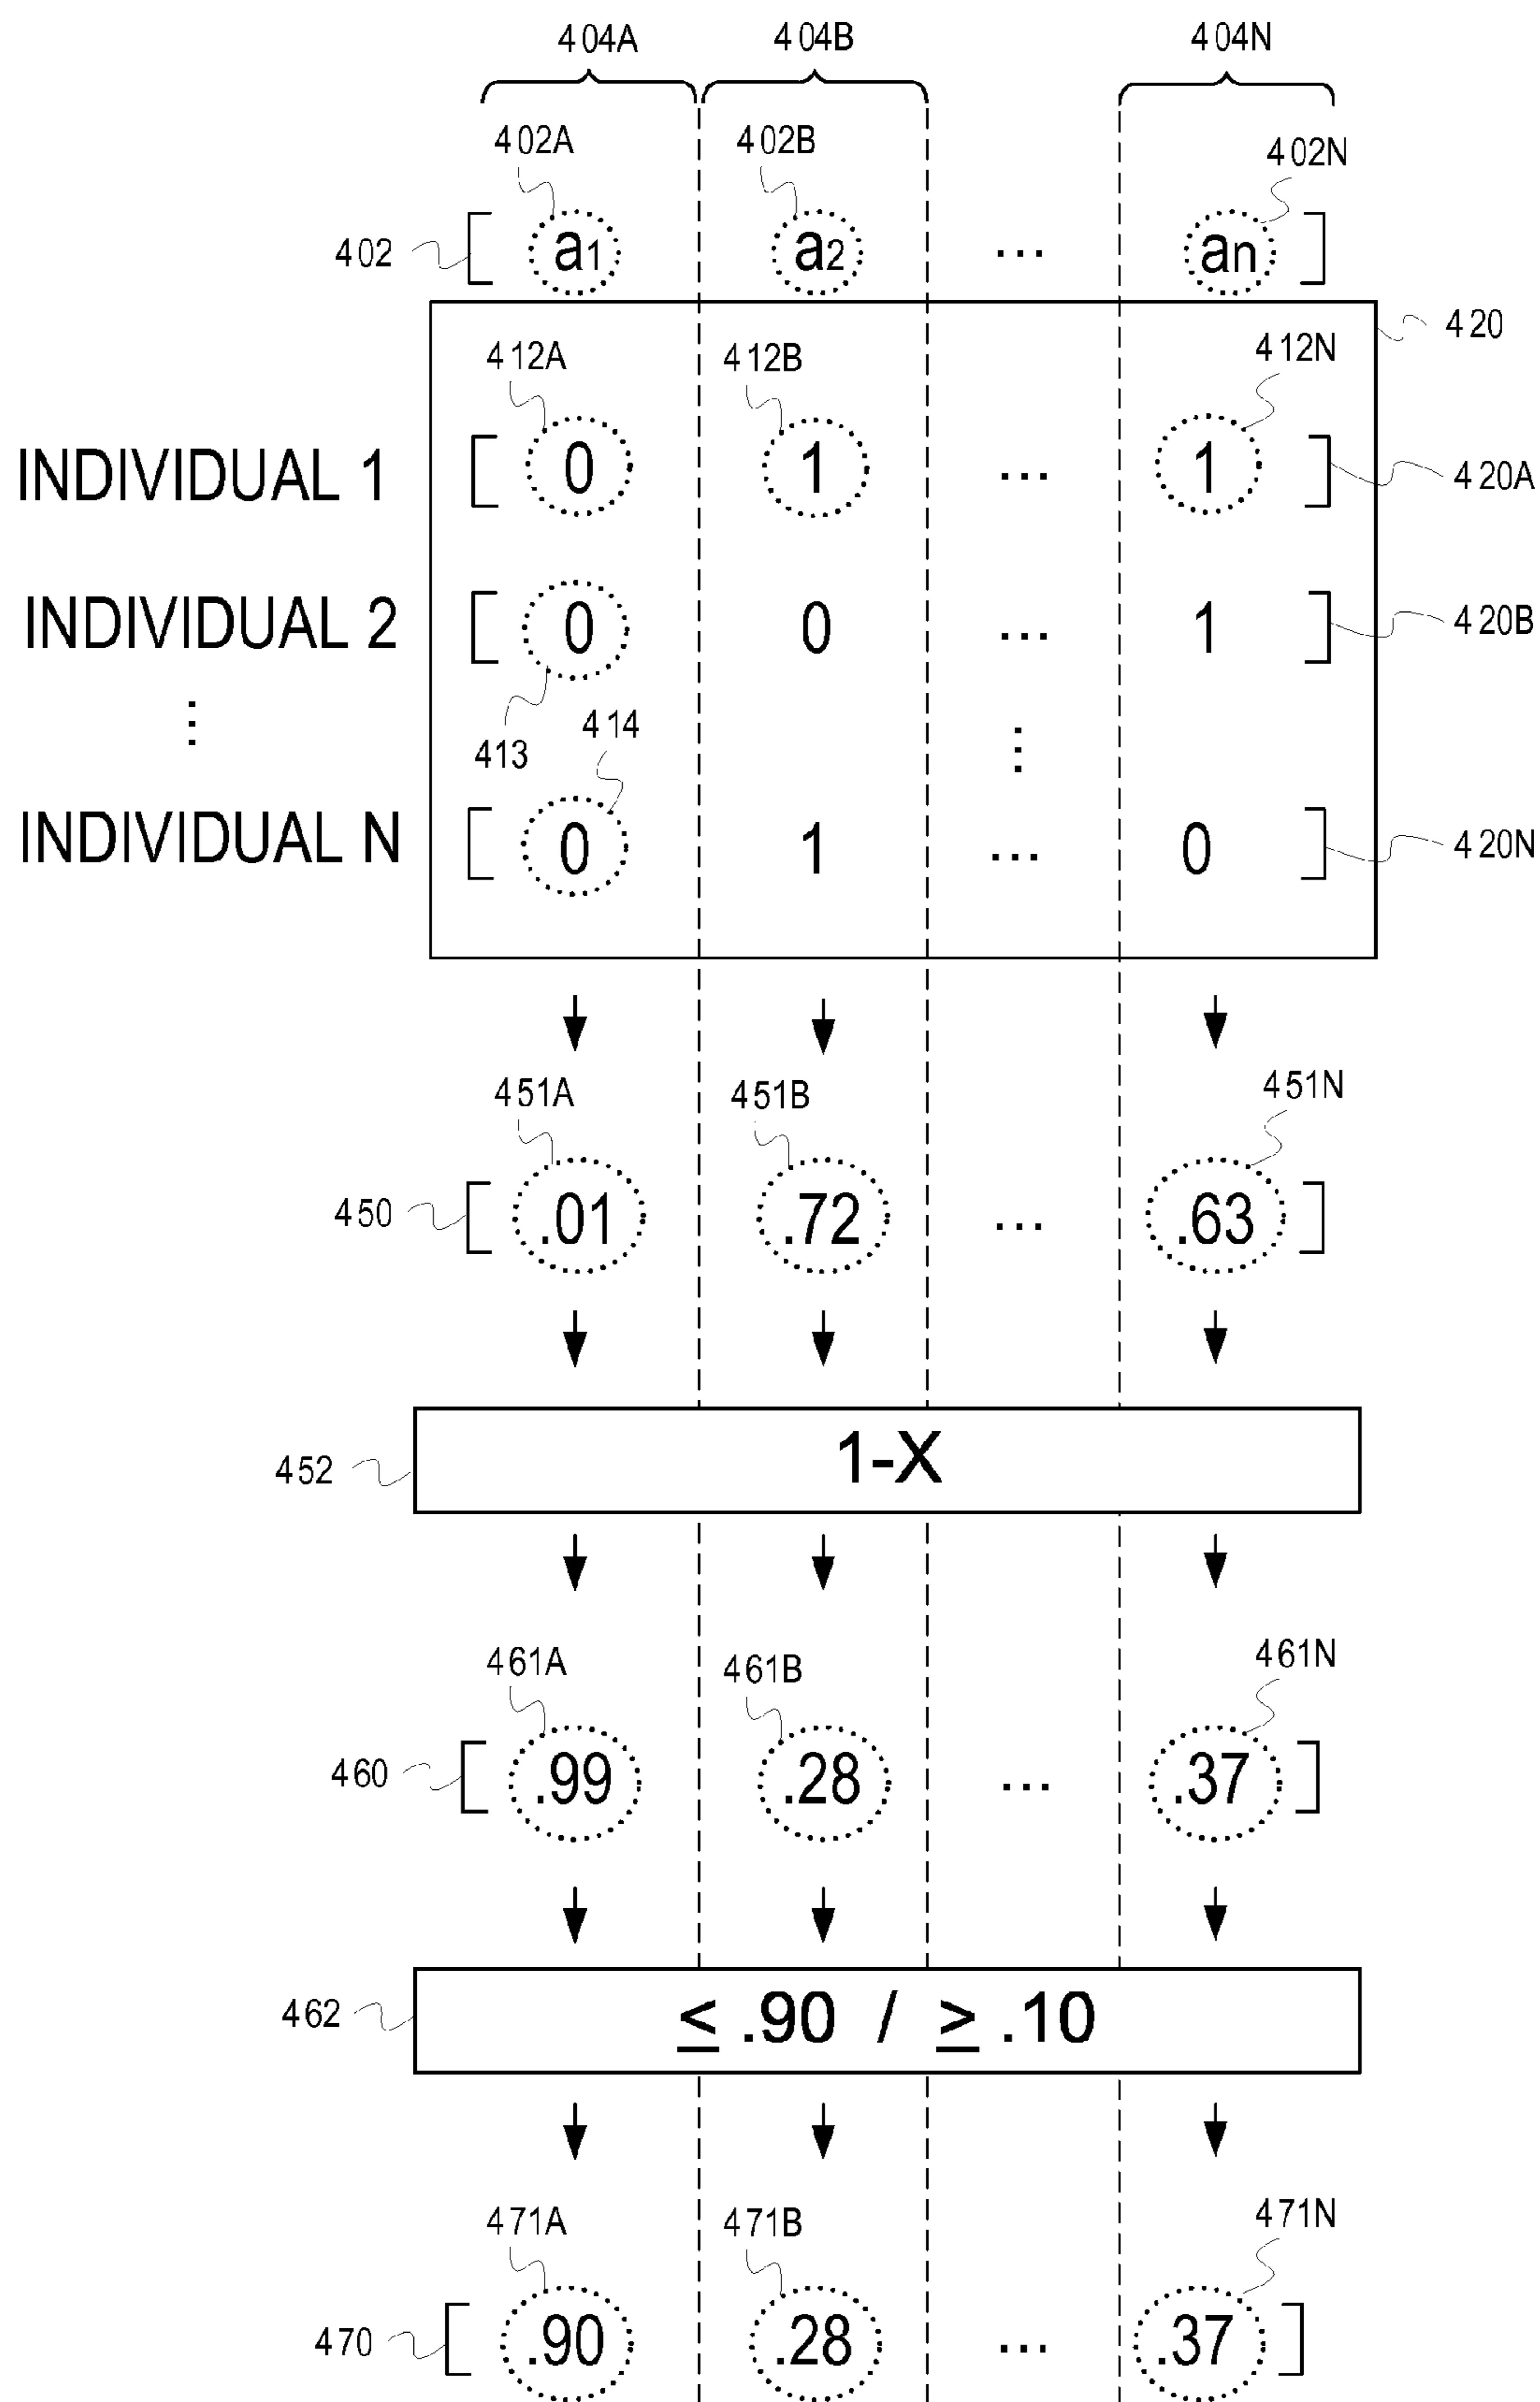 404A 404B 404N
402A 402B 402N
402 [ a1 a2 ... an ]
420
412A 412B 412N
INDIVIDUAL 1 [ 0 1 ... 1 ] 420A
INDIVIDUAL 2 [ 0 0 ... 1 ] 420B
413 414
INDIVIDUAL N [ 0 1 ... 0 ] 420N
451A 451B 451N
450 [ .01 .72 ... .63 ]
452 1-X
461A 461B 461N
460 [ .99 .28 ... .37 ]
462 ≤ .90 / ≥ .10
471A 471B 471N
470 [ .90 .28 ... .37 ]